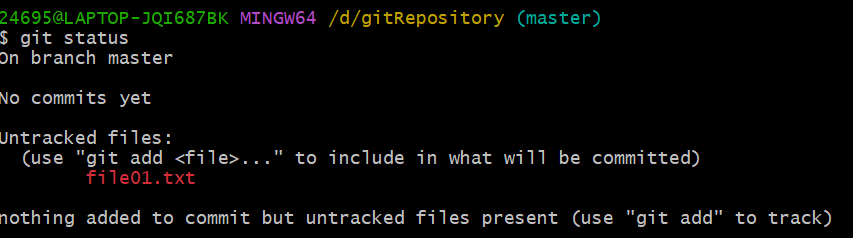 24695@LAPTOP-JQI687BK MINGW64 /d/gitRepository (master)
$ git status
On branch master
No commits yet
Untracked files:
(use "git add <file>..." to include in what will be committed)
file01.txt
nothing added to commit but untracked files present (use "git add" to track)